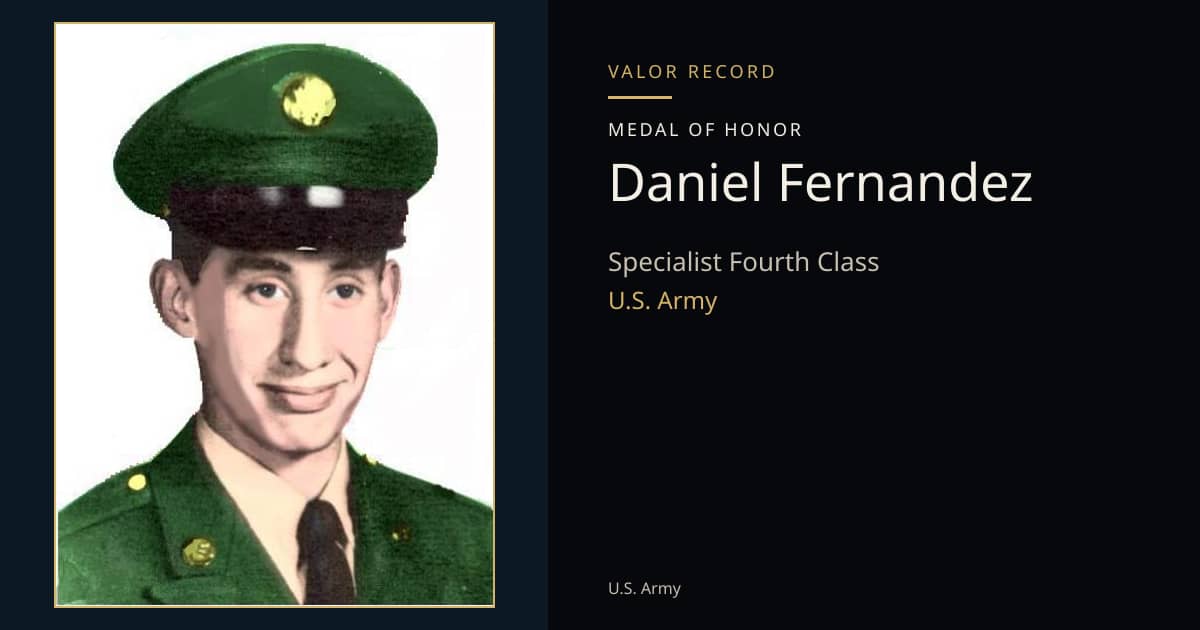 VALOR RECORD
MEDAL OF HONOR
Daniel Fernandez
Specialist Fourth Class
U.S. Army
U.S. Army